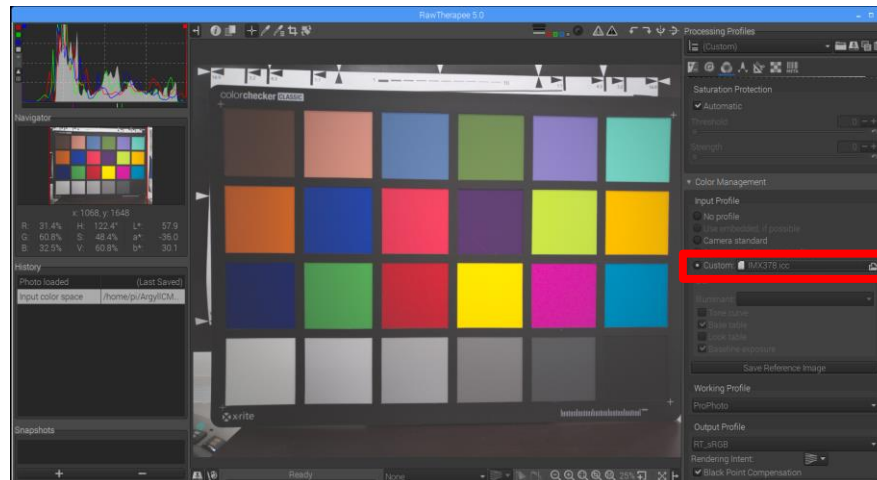 RawTherapee 5.0
Processing Profiles
(Custom)
Saturation Protection
Automatic
Threshold
Strength
Color Management
Input Profile
No profile
Use embedded, if possible
Camera standard
Custom: IMX378.icc
Illuminant:
Tone curve
Base table
Look table
Baseline exposure
Save Reference Image
Working Profile
ProPhoto
Output Profile
RT_sRGB
Rendering Intent:
Black Point Compensation
Navigator
x: 1068, y: 1648
R: 31.4% H: 122.4° L*: 57.9
G: 60.8% S: 48.4% a*: -36.0
B: 32.5% V: 60.8% b*: 30.1
History
Photo loaded (Last Saved)
Input color space /home/pi/ArgyllCM...
Snapshots
colorchecker CLASSIC
x-rite
Ready
None
25%